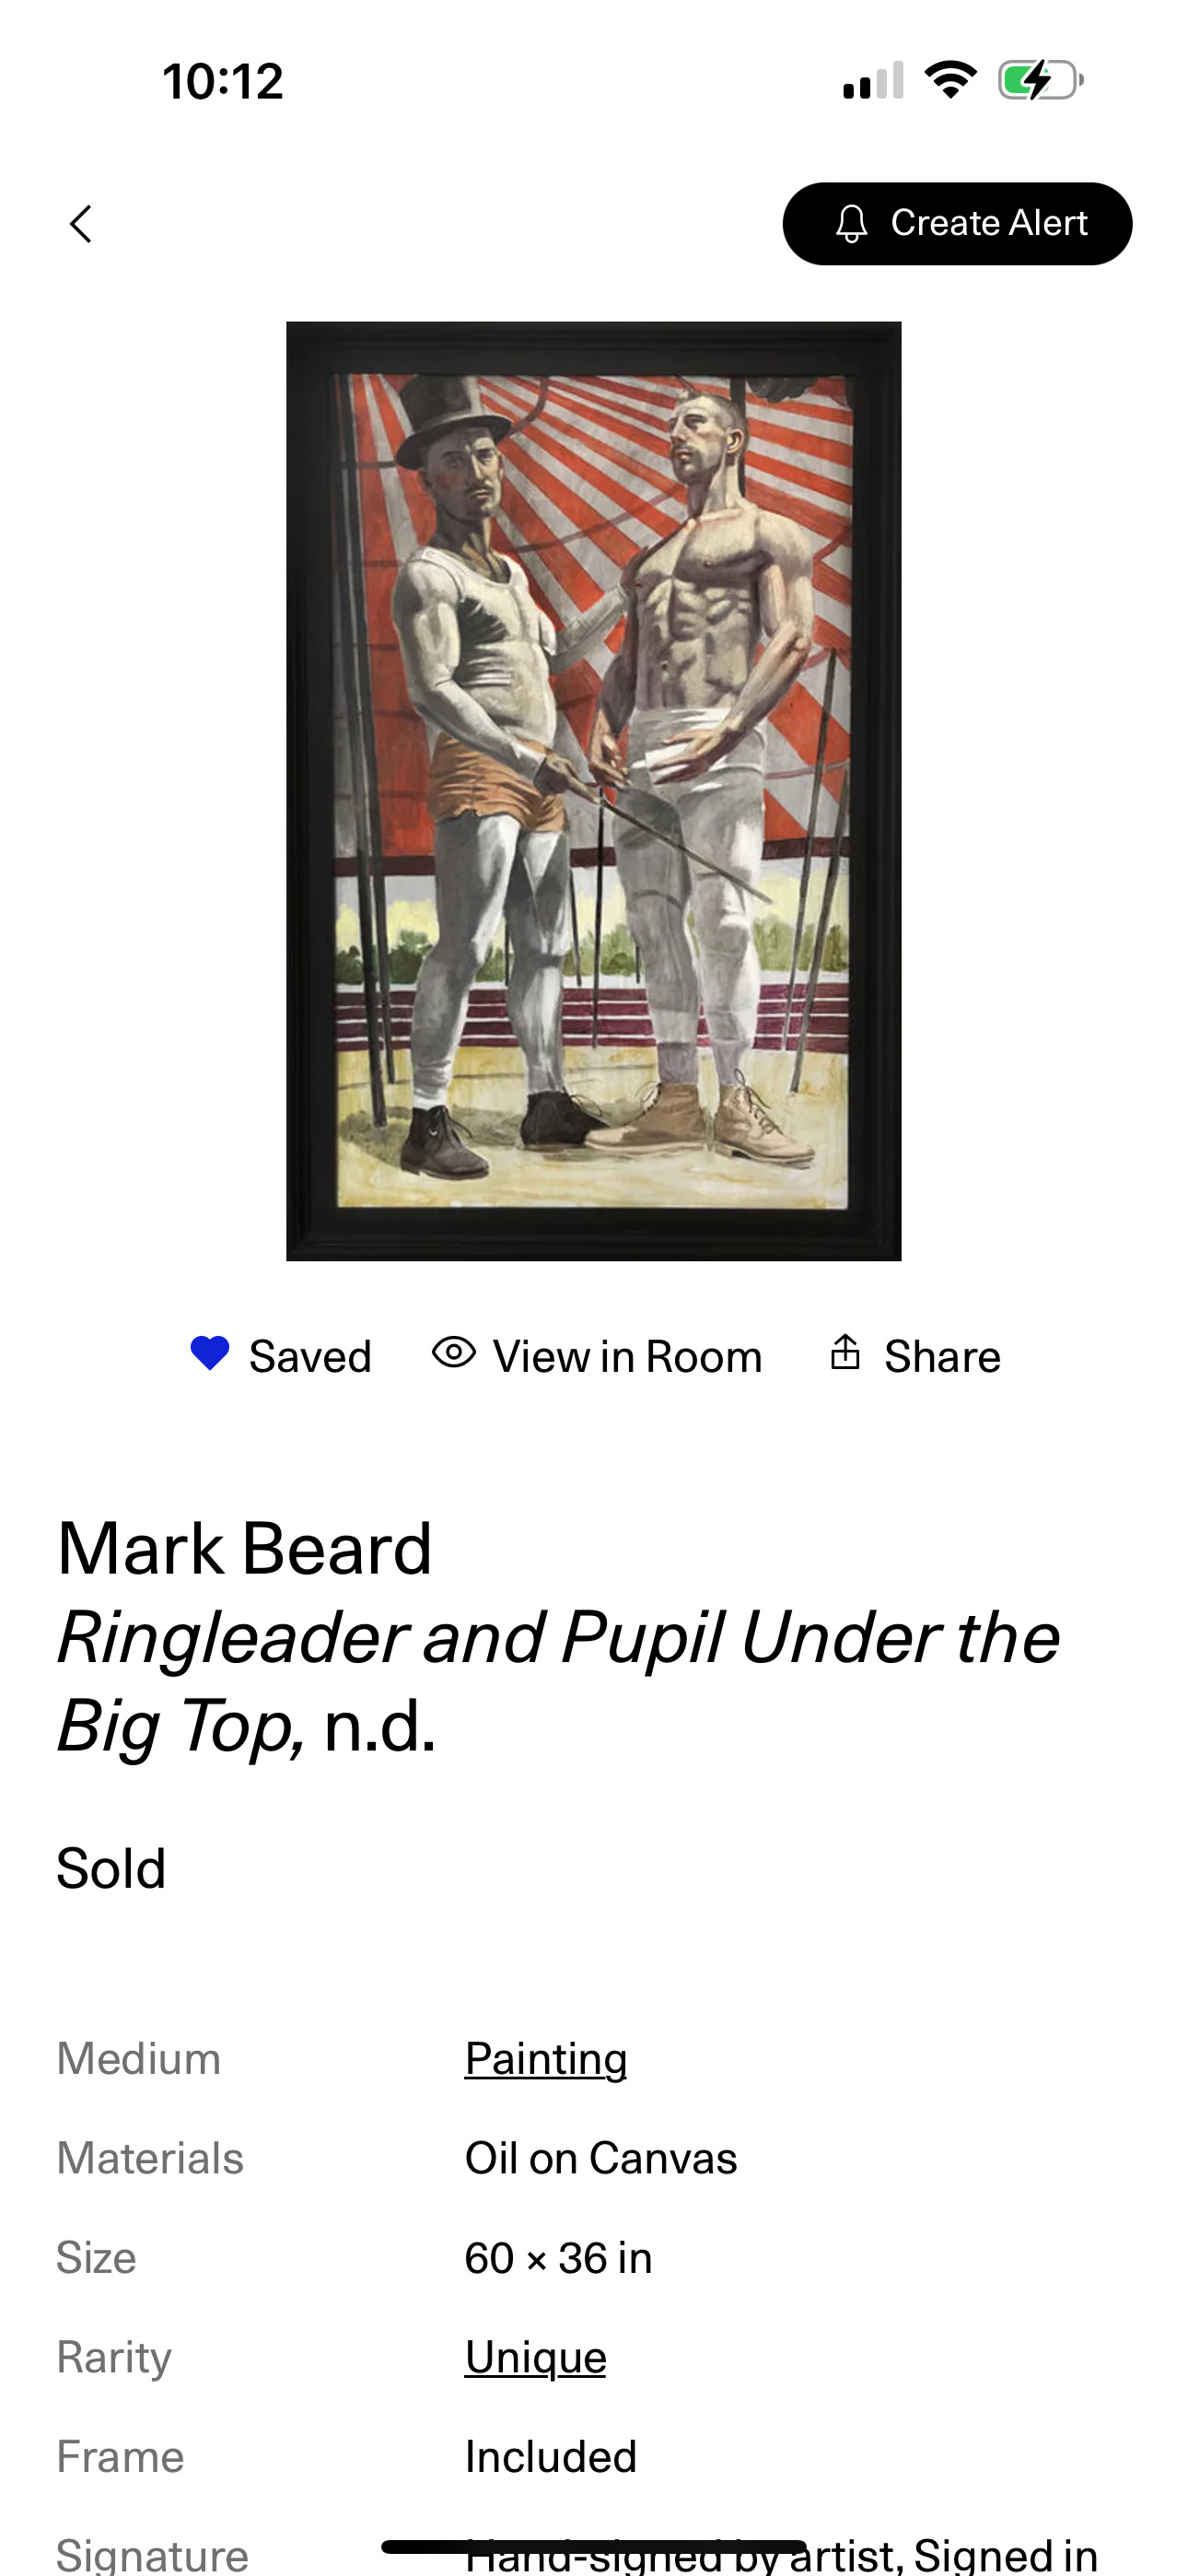 10:12
Create Alert
Saved View in Room Share
Mark Beard
Ringleader and Pupil Under the
Big Top, n.d.
Sold
Medium Painting
Materials Oil on Canvas
Size 60 × 36 in
Rarity Unique
Frame Included
Signature Hand-signed by artist, Signed in